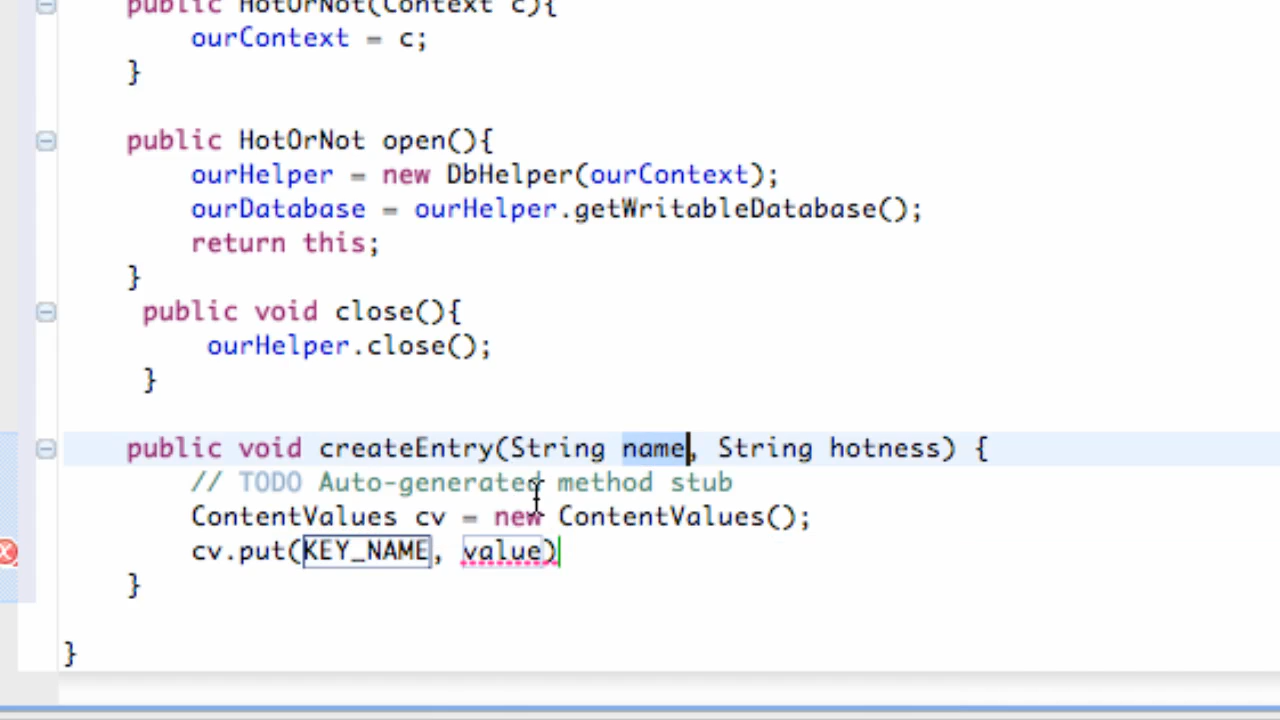 public HotOrNot(Context c){
ourContext = c;
}
public HotOrNot open(){
ourHelper = new DbHelper(ourContext);
ourDatabase = ourHelper.getWritableDatabase();
return this;
}
public void close(){
ourHelper.close();
}
public void createEntry(String name, String hotness) {
// TODO Auto-generated method stub
ContentValues cv = new ContentValues();
cv.put(KEY_NAME, value)
}
}